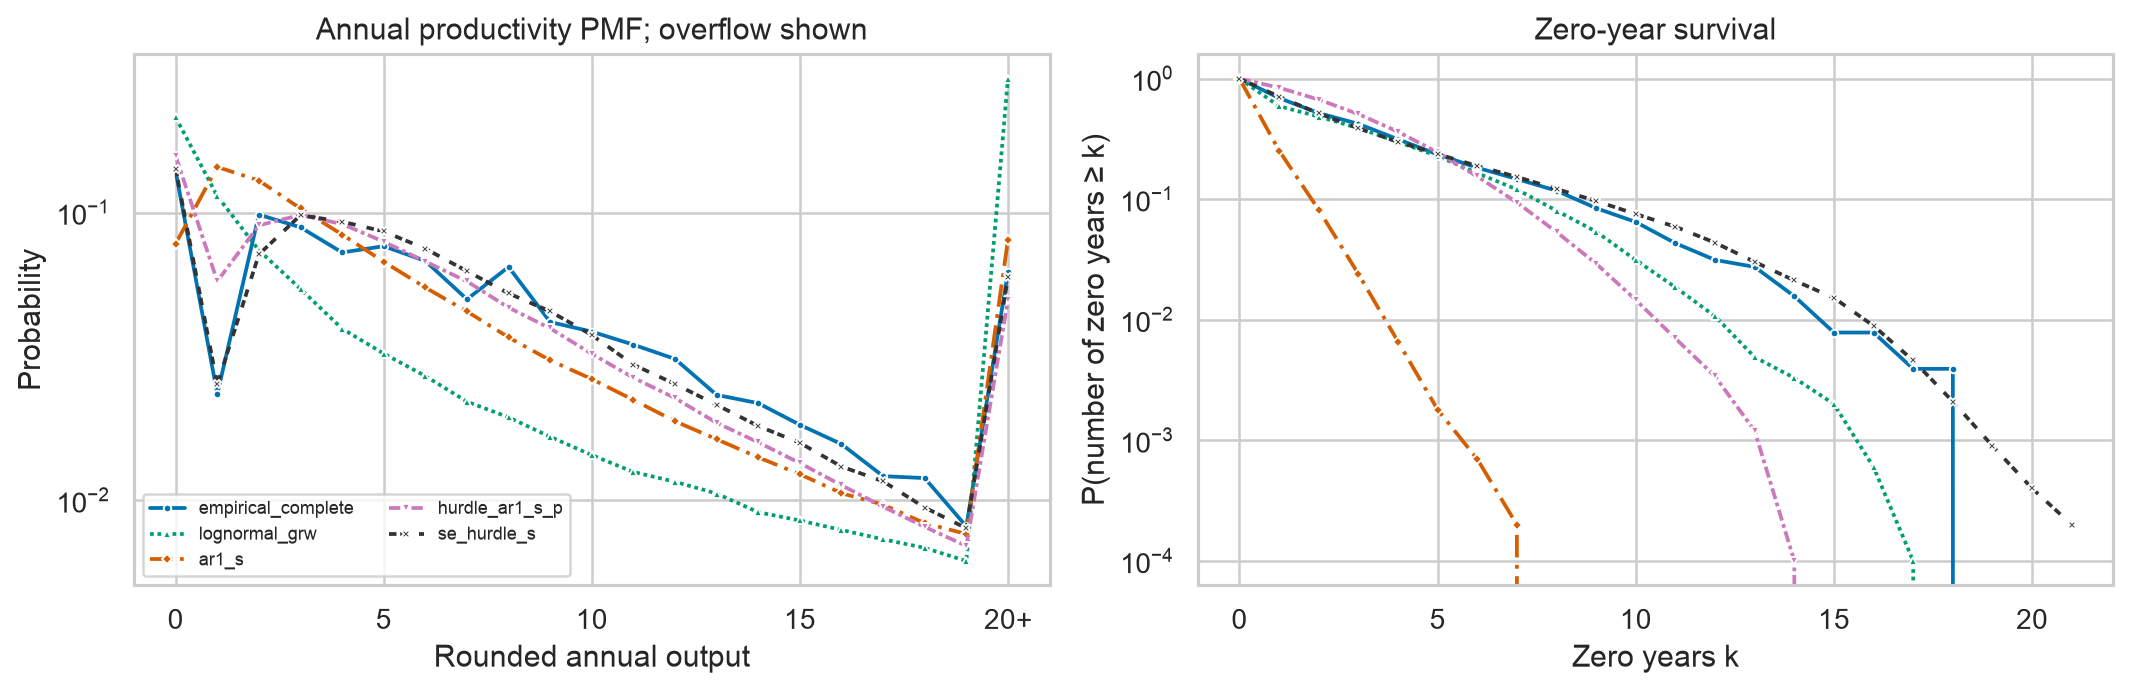 Annual productivity PMF; overflow shown
Probability
10⁻¹
10⁻²
empirical_complete
lognormal_grw
ar1_s
hurdle_ar1_s_p
se_hurdle_s
0
5
10
15
20+
Rounded annual output
Zero-year survival
P(number of zero years ≥ k)
10⁰
10⁻¹
10⁻²
10⁻³
10⁻⁴
0
5
10
15
20
Zero years k